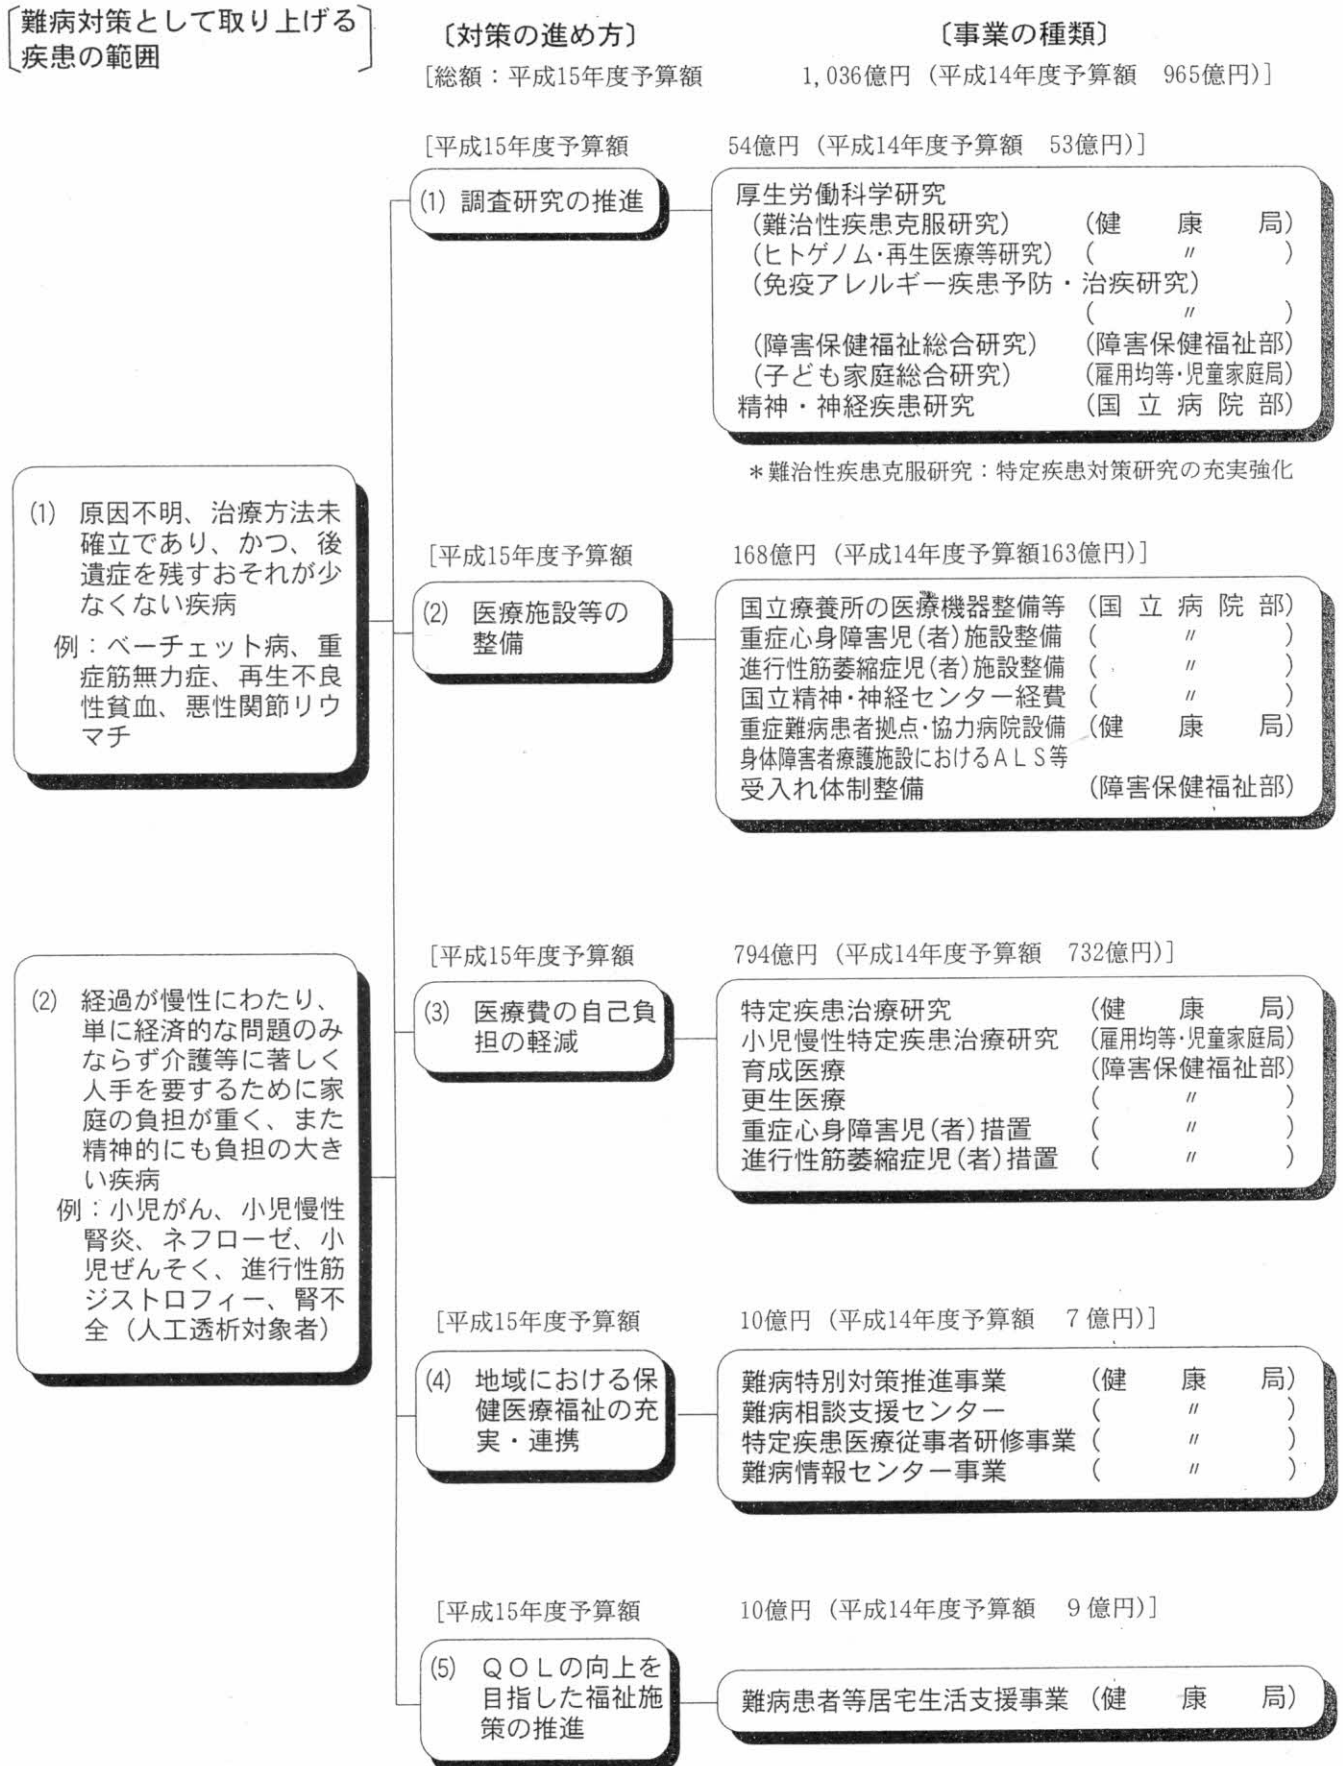 難病対策として取り上げる
疾患の範囲
〔対策の進め方〕
〔事業の種類〕
[総額：平成15年度予算額　1,036億円（平成14年度予算額　965億円）]
[平成15年度予算額　54億円（平成14年度予算額　53億円）]
(1) 調査研究の推進
厚生労働科学研究
(難治性疾患克服研究)　(健康局)
(ヒトゲノム・再生医療等研究)　(〃)
(免疫アレルギー疾患予防・治療研究)
(〃)
(障害保健福祉総合研究)　(障害保健福祉部)
(子ども家庭総合研究)　(雇用均等・児童家庭局)
精神・神経疾患研究　(国立病院部)
＊難治性疾患克服研究：特定疾患対策研究の充実強化
(1) 原因不明、治療方法未
確立であり、かつ、後
遺症を残すおそれが少
なくない疾病
例：ベーチェット病、重
症筋無力症、再生不良
性貧血、悪性関節リウ
マチ
[平成15年度予算額　168億円（平成14年度予算額163億円）]
(2) 医療施設等の
整備
国立療養所の医療機器整備等　(国立病院部)
重症心身障害児(者)施設整備　(〃)
進行性筋萎縮症児(者)施設整備　(〃)
国立精神・神経センター経費　(〃)
重症難病患者拠点・協力病院設備　(健康局)
身体障害者療護施設におけるＡＬＳ等
受入れ体制整備　(障害保健福祉部)
(2) 経過が慢性にわたり、
単に経済的な問題のみ
ならず介護等に著しく
人手を要するために家
庭の負担が重く、また
精神的にも負担の大き
い疾病
例：小児がん、小児慢性
腎炎、ネフローゼ、小
児ぜんそく、進行性筋
ジストロフィー、腎不
全（人工透析対象者）
[平成15年度予算額　794億円（平成14年度予算額　732億円）]
(3) 医療費の自己負
担の軽減
特定疾患治療研究　(健康局)
小児慢性特定疾患治療研究　(雇用均等・児童家庭局)
育成医療　(障害保健福祉部)
更生医療　(〃)
重症心身障害児(者)措置　(〃)
進行性筋萎縮症児(者)措置　(〃)
[平成15年度予算額　10億円（平成14年度予算額　7億円）]
(4) 地域における保
健医療福祉の充
実・連携
難病特別対策推進事業　(健康局)
難病相談支援センター　(〃)
特定疾患医療従事者研修事業　(〃)
難病情報センター事業　(〃)
[平成15年度予算額　10億円（平成14年度予算額　9億円）]
(5) ＱＯＬの向上を
目指した福祉施
策の推進
難病患者等居宅生活支援事業　(健康局)